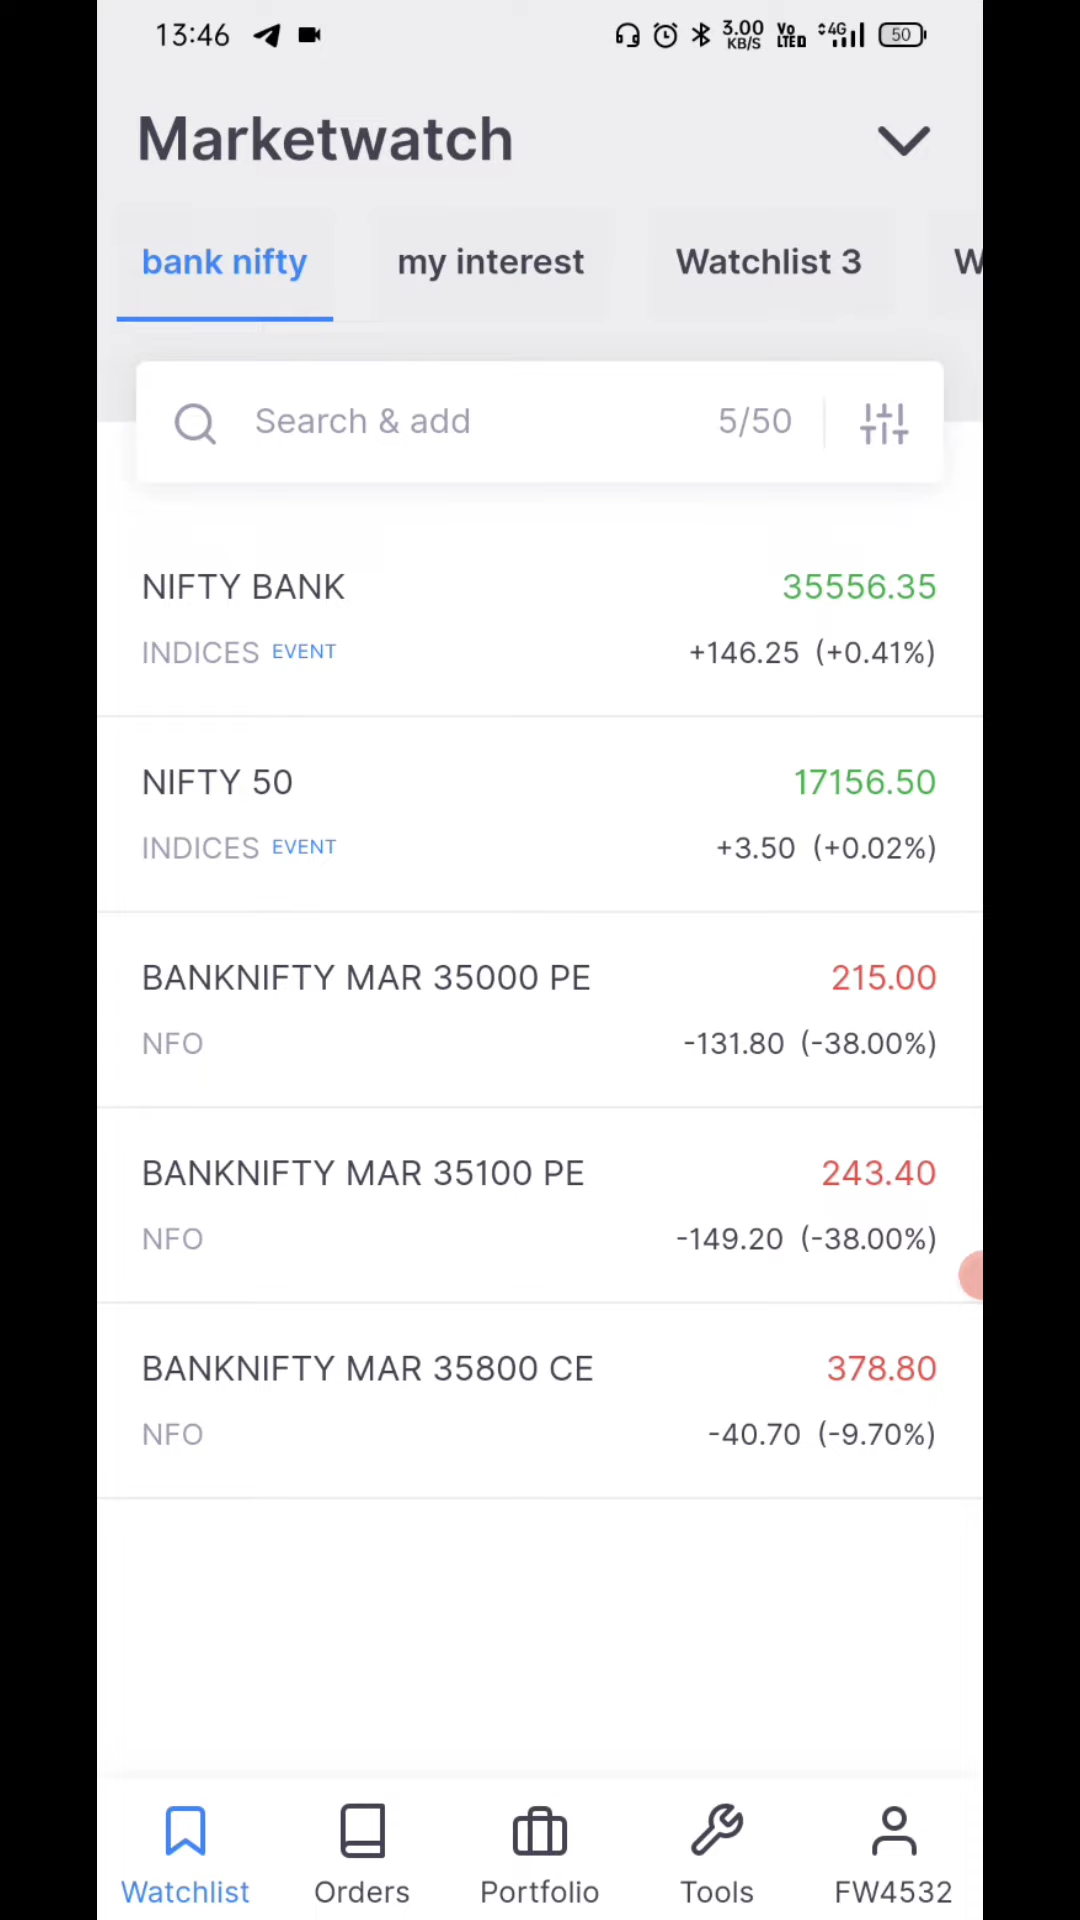 13:46 3.00 KB/S Vo LTE 4G 50
Marketwatch
bank nifty my interest Watchlist 3 W
Search & add 5/50
NIFTY BANK 35556.35
INDICES EVENT +146.25 (+0.41%)
NIFTY 50 17156.50
INDICES EVENT +3.50 (+0.02%)
BANKNIFTY MAR 35000 PE 215.00
NFO -131.80 (-38.00%)
BANKNIFTY MAR 35100 PE 243.40
NFO -149.20 (-38.00%)
BANKNIFTY MAR 35800 CE 378.80
NFO -40.70 (-9.70%)
Watchlist Orders Portfolio Tools FW4532